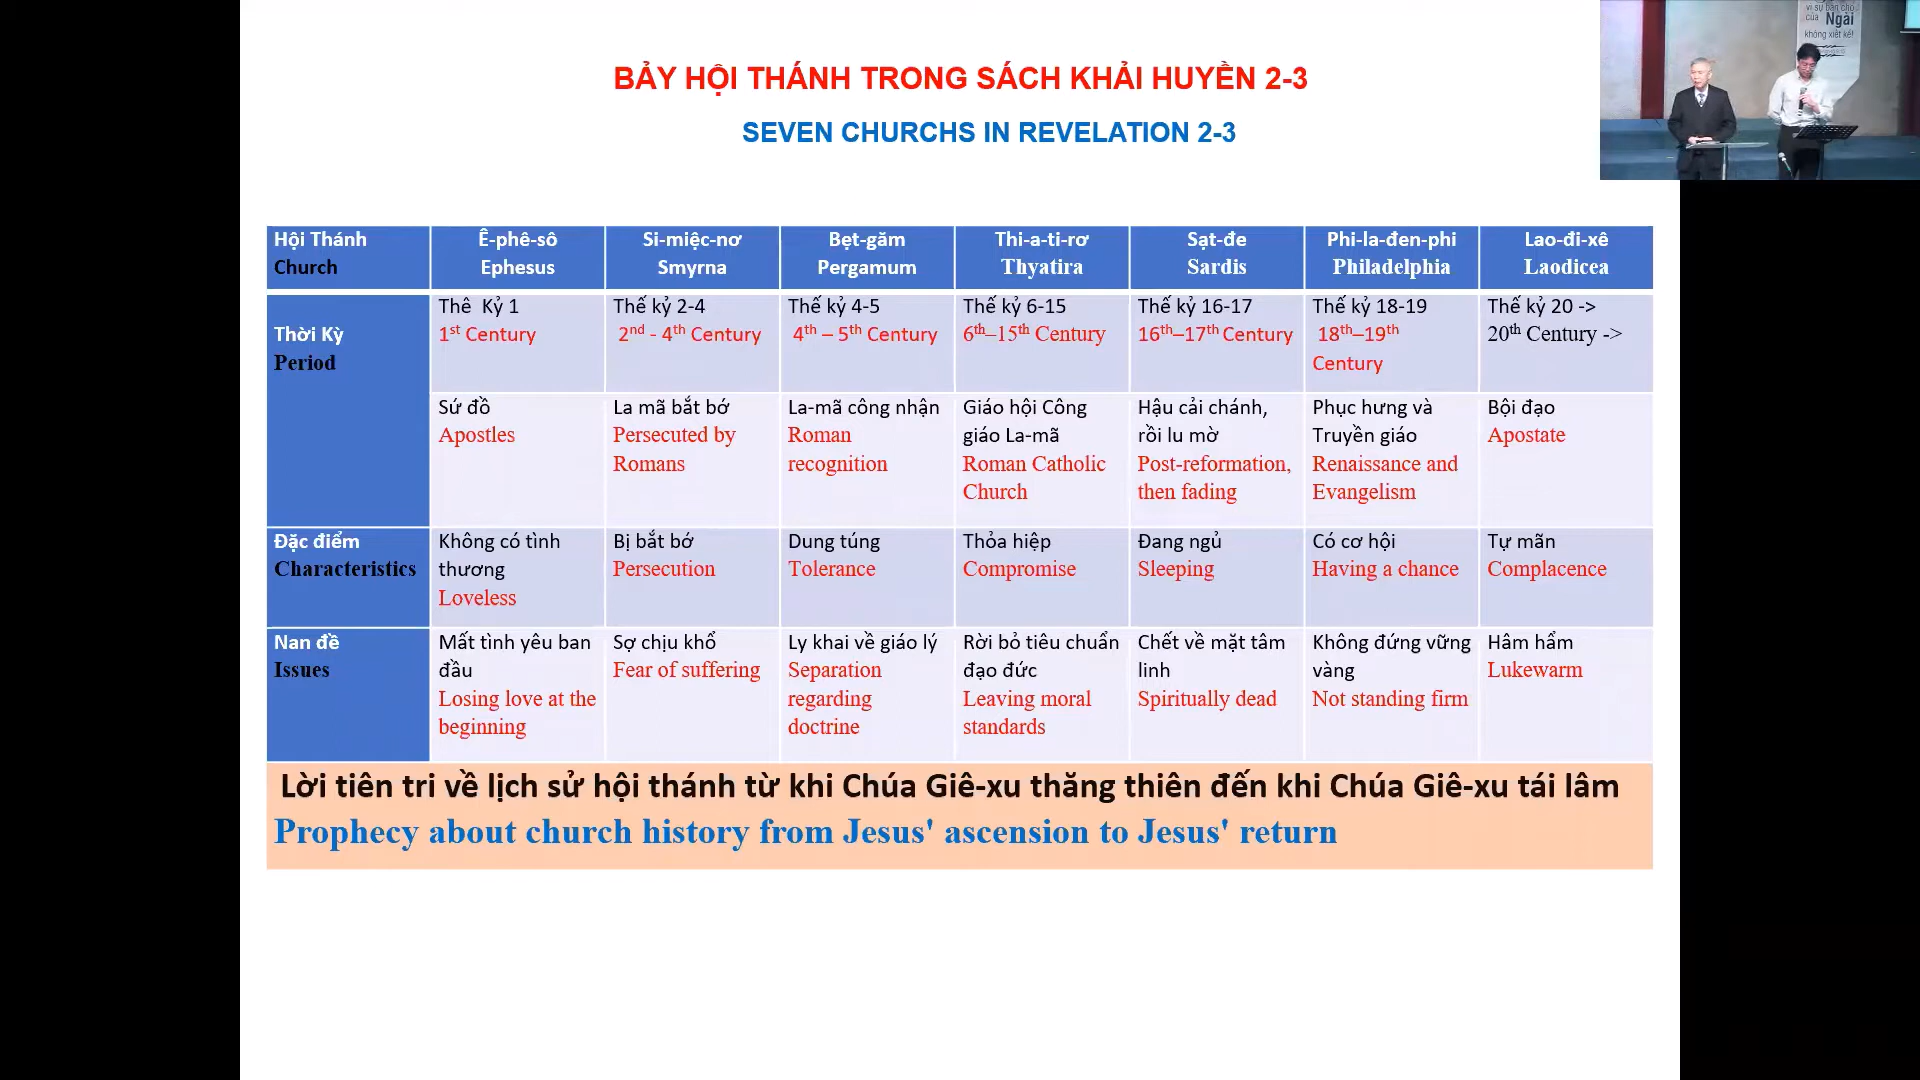 vì sự ban cho
của Ngài
không xiết kể!
BẢY HỘI THÁNH TRONG SÁCH KHẢI HUYỀN 2-3
SEVEN CHURCHS IN REVELATION 2-3
Hội Thánh
Church
Ê-phê-sô
Ephesus
Si-miệc-nơ
Smyrna
Bẹt-găm
Pergamum
Thi-a-ti-rơ
Thyatira
Sạt-đe
Sardis
Phi-la-đen-phi
Philadelphia
Lao-đi-xê
Laodicea
Thời Kỳ
Period
Thê Kỷ 1
1st Century
Thế kỷ 2-4
2nd - 4th Century
Thế kỷ 4-5
4th – 5th Century
Thế kỷ 6-15
6th–15th Century
Thế kỷ 16-17
16th–17th Century
Thế kỷ 18-19
18th–19th
Century
Thế kỷ 20 ->
20th Century ->
Sứ đồ
Apostles
La mã bắt bớ
Persecuted by
Romans
La-mã công nhận
Roman
recognition
Giáo hội Công
giáo La-mã
Roman Catholic
Church
Hậu cải chánh,
rồi lu mờ
Post-reformation,
then fading
Phục hưng và
Truyền giáo
Renaissance and
Evangelism
Bội đạo
Apostate
Đặc điểm
Characteristics
Không có tình
thương
Loveless
Bị bắt bớ
Persecution
Dung túng
Tolerance
Thỏa hiệp
Compromise
Đang ngủ
Sleeping
Có cơ hội
Having a chance
Tự mãn
Complacence
Nan đề
Issues
Mất tình yêu ban
đầu
Losing love at the
beginning
Sợ chịu khổ
Fear of suffering
Ly khai về giáo lý
Separation
regarding
doctrine
Rời bỏ tiêu chuẩn
đạo đức
Leaving moral
standards
Chết về mặt tâm
linh
Spiritually dead
Không đứng vững
vàng
Not standing firm
Hâm hẩm
Lukewarm
Lời tiên tri về lịch sử hội thánh từ khi Chúa Giê-xu thăng thiên đến khi Chúa Giê-xu tái lâm
Prophecy about church history from Jesus' ascension to Jesus' return